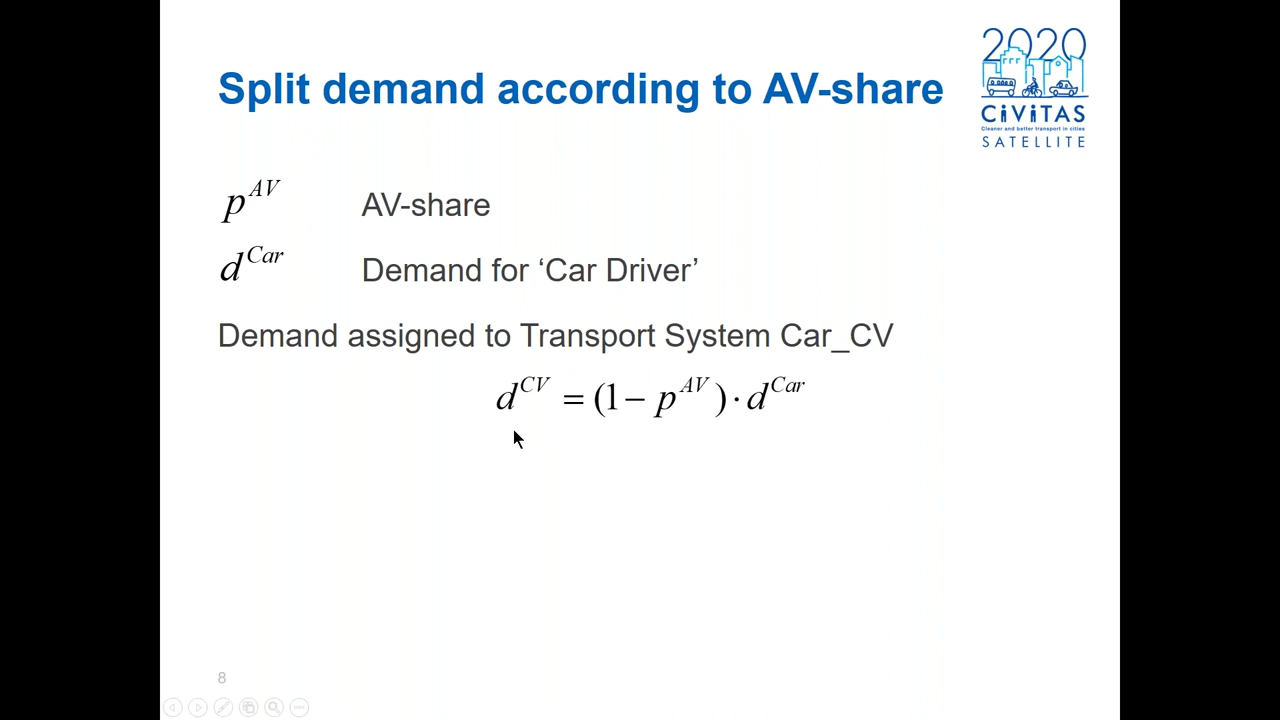 Split demand according to AV-share
2020
CIVITAS
Cleaner and better transport in cities
SATELLITE
p^AV AV-share
d^Car Demand for ‘Car Driver’
Demand assigned to Transport System Car_CV
d^CV = (1 − p^AV) · d^Car
8